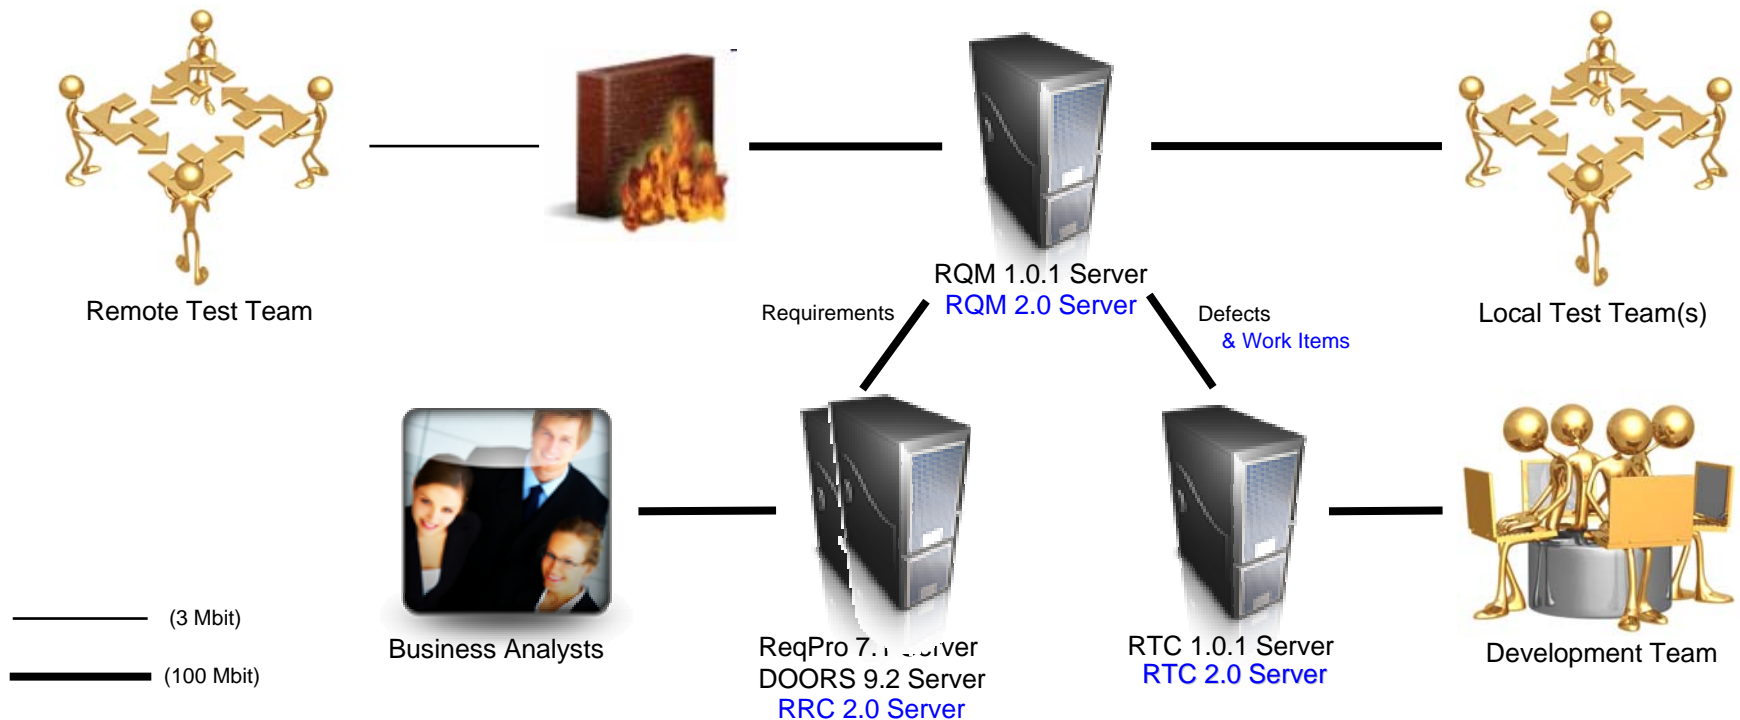 RQM 1.0.1 Server
RQM 2.0 Server
Remote Test Team
Requirements
Defects
& Work Items
Local Test Team(s)
(3 Mbit)
(100 Mbit)
Business Analysts
ReqPro
DOORS 9.2 Server
RRC 2.0 Server
RTC 1.0.1 Server
RTC 2.0 Server
Development Team